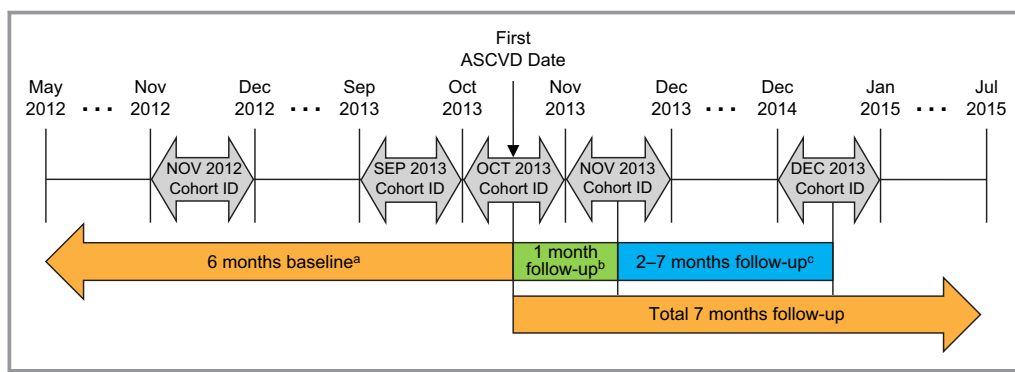 First
ASCVD Date
May Nov Dec Sep Oct Nov Dec Dec Jan Jul
2012 ... 2012 2012 ... 2013 2013 2013 2013 ... 2014 2015 ... 2015
NOV 2012 SEP 2013 OCT 2013 NOV 2013 DEC 2013
Cohort ID Cohort ID Cohort ID Cohort ID Cohort ID
6 months baselineᵃ
1 month
follow-upᵇ
2–7 months follow-upᶜ
Total 7 months follow-up